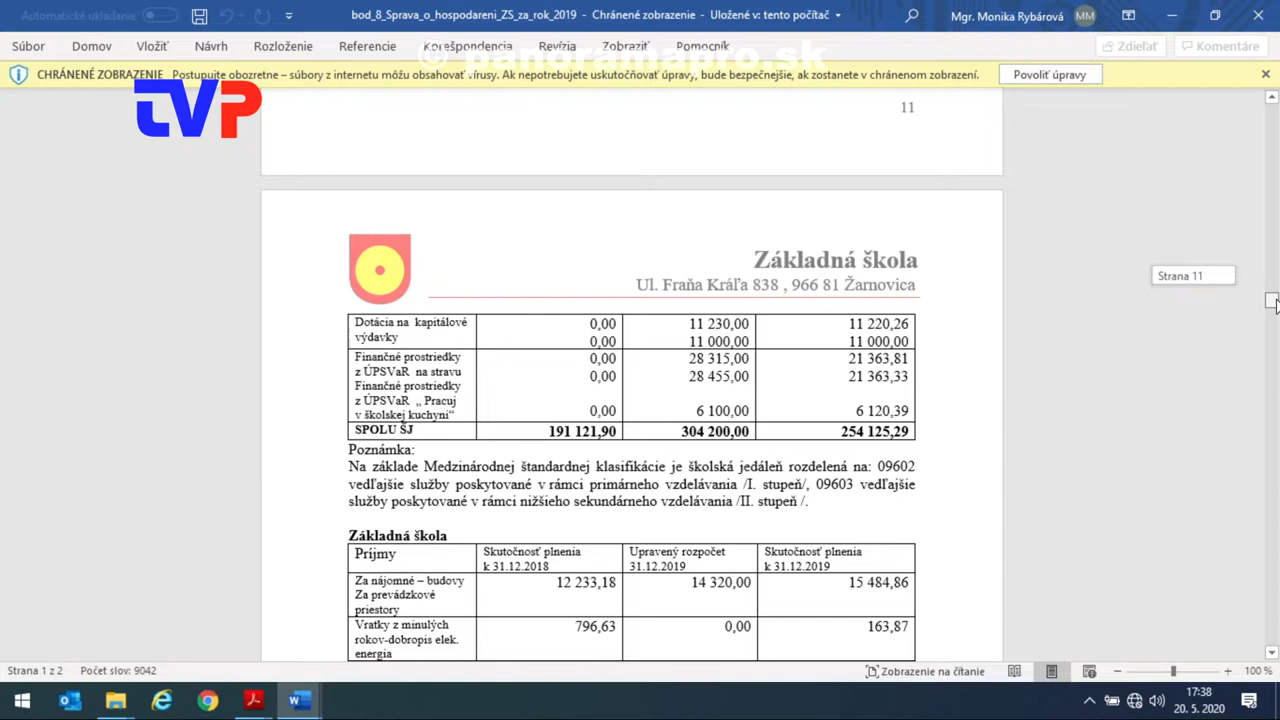 Automatické ukladanie
bod_8_Sprava_o_hospodareni_ZS_za_rok_2019 - Chránené zobrazenie - Uložené v: tento počítač
Mgr. Monika Rybárová
MM
Súbor Domov Vložiť Návrh Rozloženie Referencie Korešpondencia Revízia Zobraziť Pomocník
Zdieľať Komentáre
© panoramapro.sk
CHRÁNENÉ ZOBRAZENIE Postupujte obozretne – súbory z internetu môžu obsahovať vírusy. Ak nepotrebujete uskutočňovať úpravy, bude bezpečnejšie, ak zostanete v chránenom zobrazení. Povoliť úpravy
TVP
11
Základná škola
Ul. Fraňa Kráľa 838 , 966 81 Žarnovica
Strana 11
Dotácia na kapitálové 0,00 11 230,00 11 220,26
výdavky 0,00 11 000,00 11 000,00
Finančné prostriedky 0,00 28 315,00 21 363,81
z ÚPSVaR na stravu 0,00 28 455,00 21 363,33
Finančné prostriedky
z ÚPSVaR „ Pracuj
v školskej kuchyni“ 0,00 6 100,00 6 120,39
SPOLU ŠJ 191 121,90 304 200,00 254 125,29
Poznámka:
Na základe Medzinárodnej štandardnej klasifikácie je školská jedáleň rozdelená na: 09602
vedľajšie služby poskytované v rámci primárneho vzdelávania /I. stupeň/, 09603 vedľajšie
služby poskytované v rámci nižšieho sekundárneho vzdelávania /II. stupeň /.
Základná škola
Príjmy Skutočnosť plnenia Upravený rozpočet Skutočnosť plnenia
k 31.12.2018 31.12.2019 k 31.12.2019
Za nájomné – budovy 12 233,18 14 320,00 15 484,86
Za prevádzkové
priestory
Vratky z minulých 796,63 0,00 163,87
rokov-dobropis elek.
energia
Strana 1 z 2 Počet slov: 9042 Zobrazenie na čítanie 100 %
17:38
20. 5. 2020